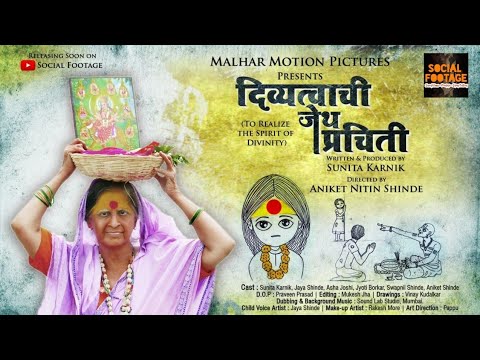 RELEASING SOON ON
SOCIAL FOOTAGE
MALHAR MOTION PICTURES
PRESENTS
SOCIAL
FOOTAGE
दिव्यत्वाची
जेथ
(TO REALIZE
THE SPIRIT OF
DIVINITY)
प्रचिती
WRITTEN & PRODUCED BY
SUNITA KARNIK
DIRECTED BY
ANIKET NITIN SHINDE
Cast : Sunita Karnik, Jaya Shinde, Asha Joshi, Jyoti Borkar, Swapnil Shinde, Aniket Shinde
D.O.P : Praveen Prasad | Editing : Mukesh Jha | Drawings : Vinay Kudalkar
Dubbing & Background Music : Sound Lab Studio, Mumbai.
Child Voice Artist : Jaya Shinde | Make-up Artist : Rakash More | Art Direction : Pappu